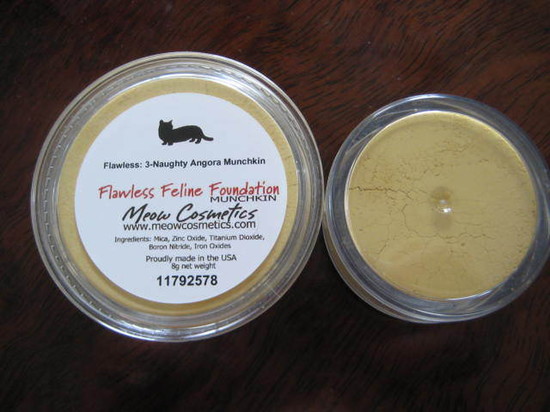 Flawless: 3-Naughty Angora Munchkin
Flawless Feline Foundation
MUNCHKIN
Meow Cosmetics
www.meowcosmetics.com
Ingredients: Mica, Zinc Oxide, Titanium Dioxide,
Boron Nitride, Iron Oxides
Proudly made in the USA
8g net weight
11792578